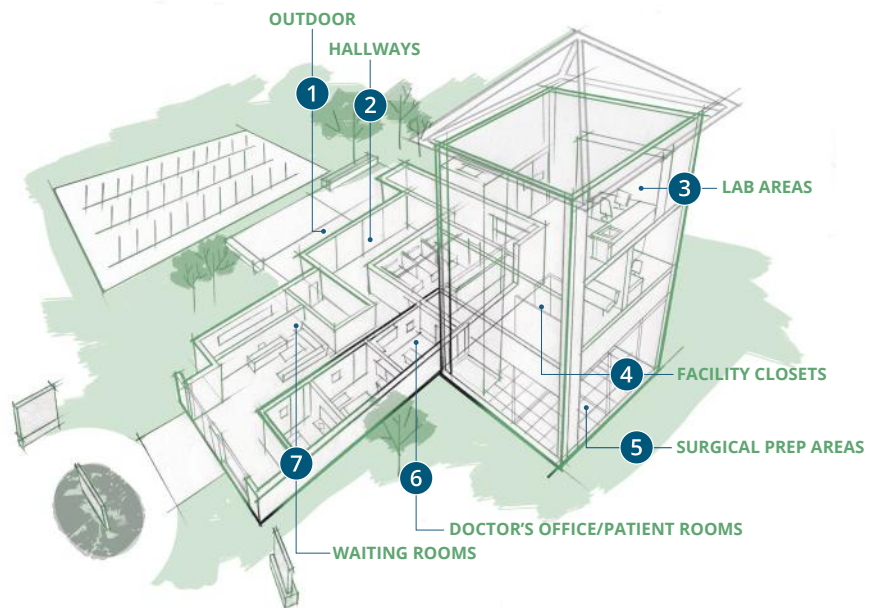 OUTDOOR
HALLWAYS
1
2
3
LAB AREAS
4
FACILITY CLOSETS
5
SURGICAL PREP AREAS
6
DOCTOR'S OFFICE/PATIENT ROOMS
7
WAITING ROOMS